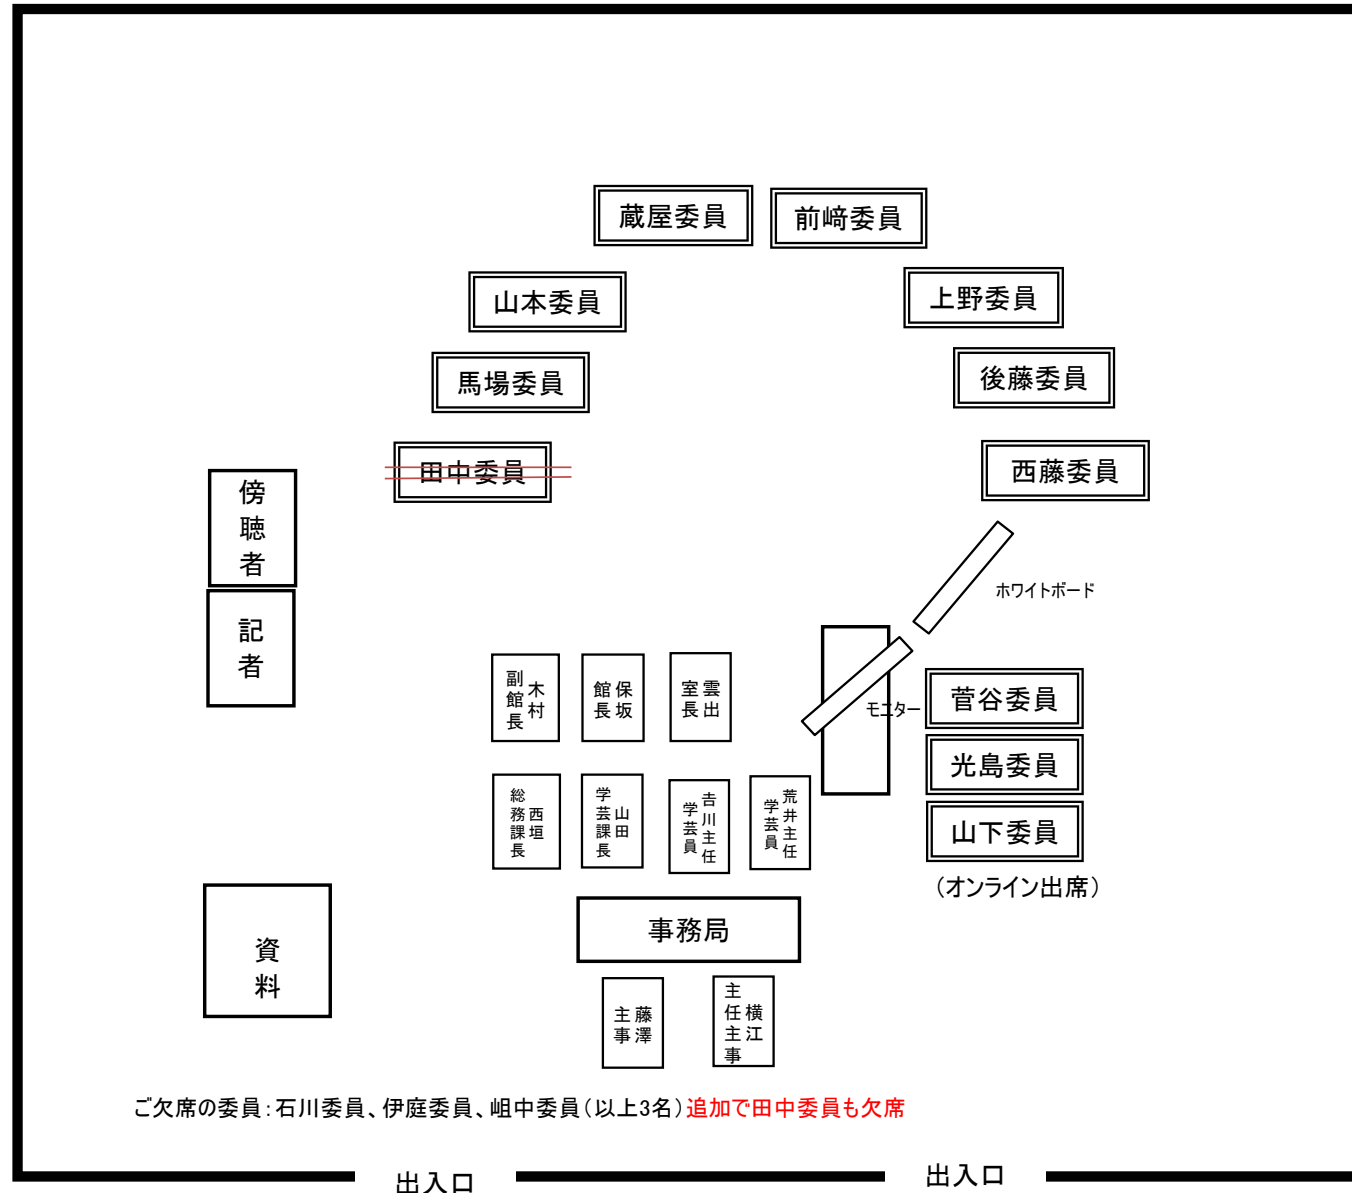 蔵屋委員
前﨑委員
山本委員
上野委員
馬場委員
後藤委員
田中委員
西藤委員
傍聴者
ホワイトボード
記者
木村
副館長
保坂
館長
雲出
室長
モニター
菅谷委員
光島委員
山下委員
（オンライン出席）
西垣
総務課長
山田
学芸課長
𠮷川主任
学芸員
荒井主任
学芸員
事務局
資料
藤澤
主事
横江
主任主事
ご欠席の委員：石川委員、伊庭委員、岨中委員（以上3名）追加で田中委員も欠席
出入口
出入口